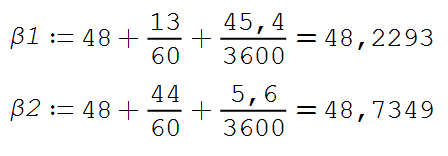 β1 := 48 + 13/60 + 45,4/3600 = 48,2293
β2 := 48 + 44/60 + 5,6/3600 = 48,7349